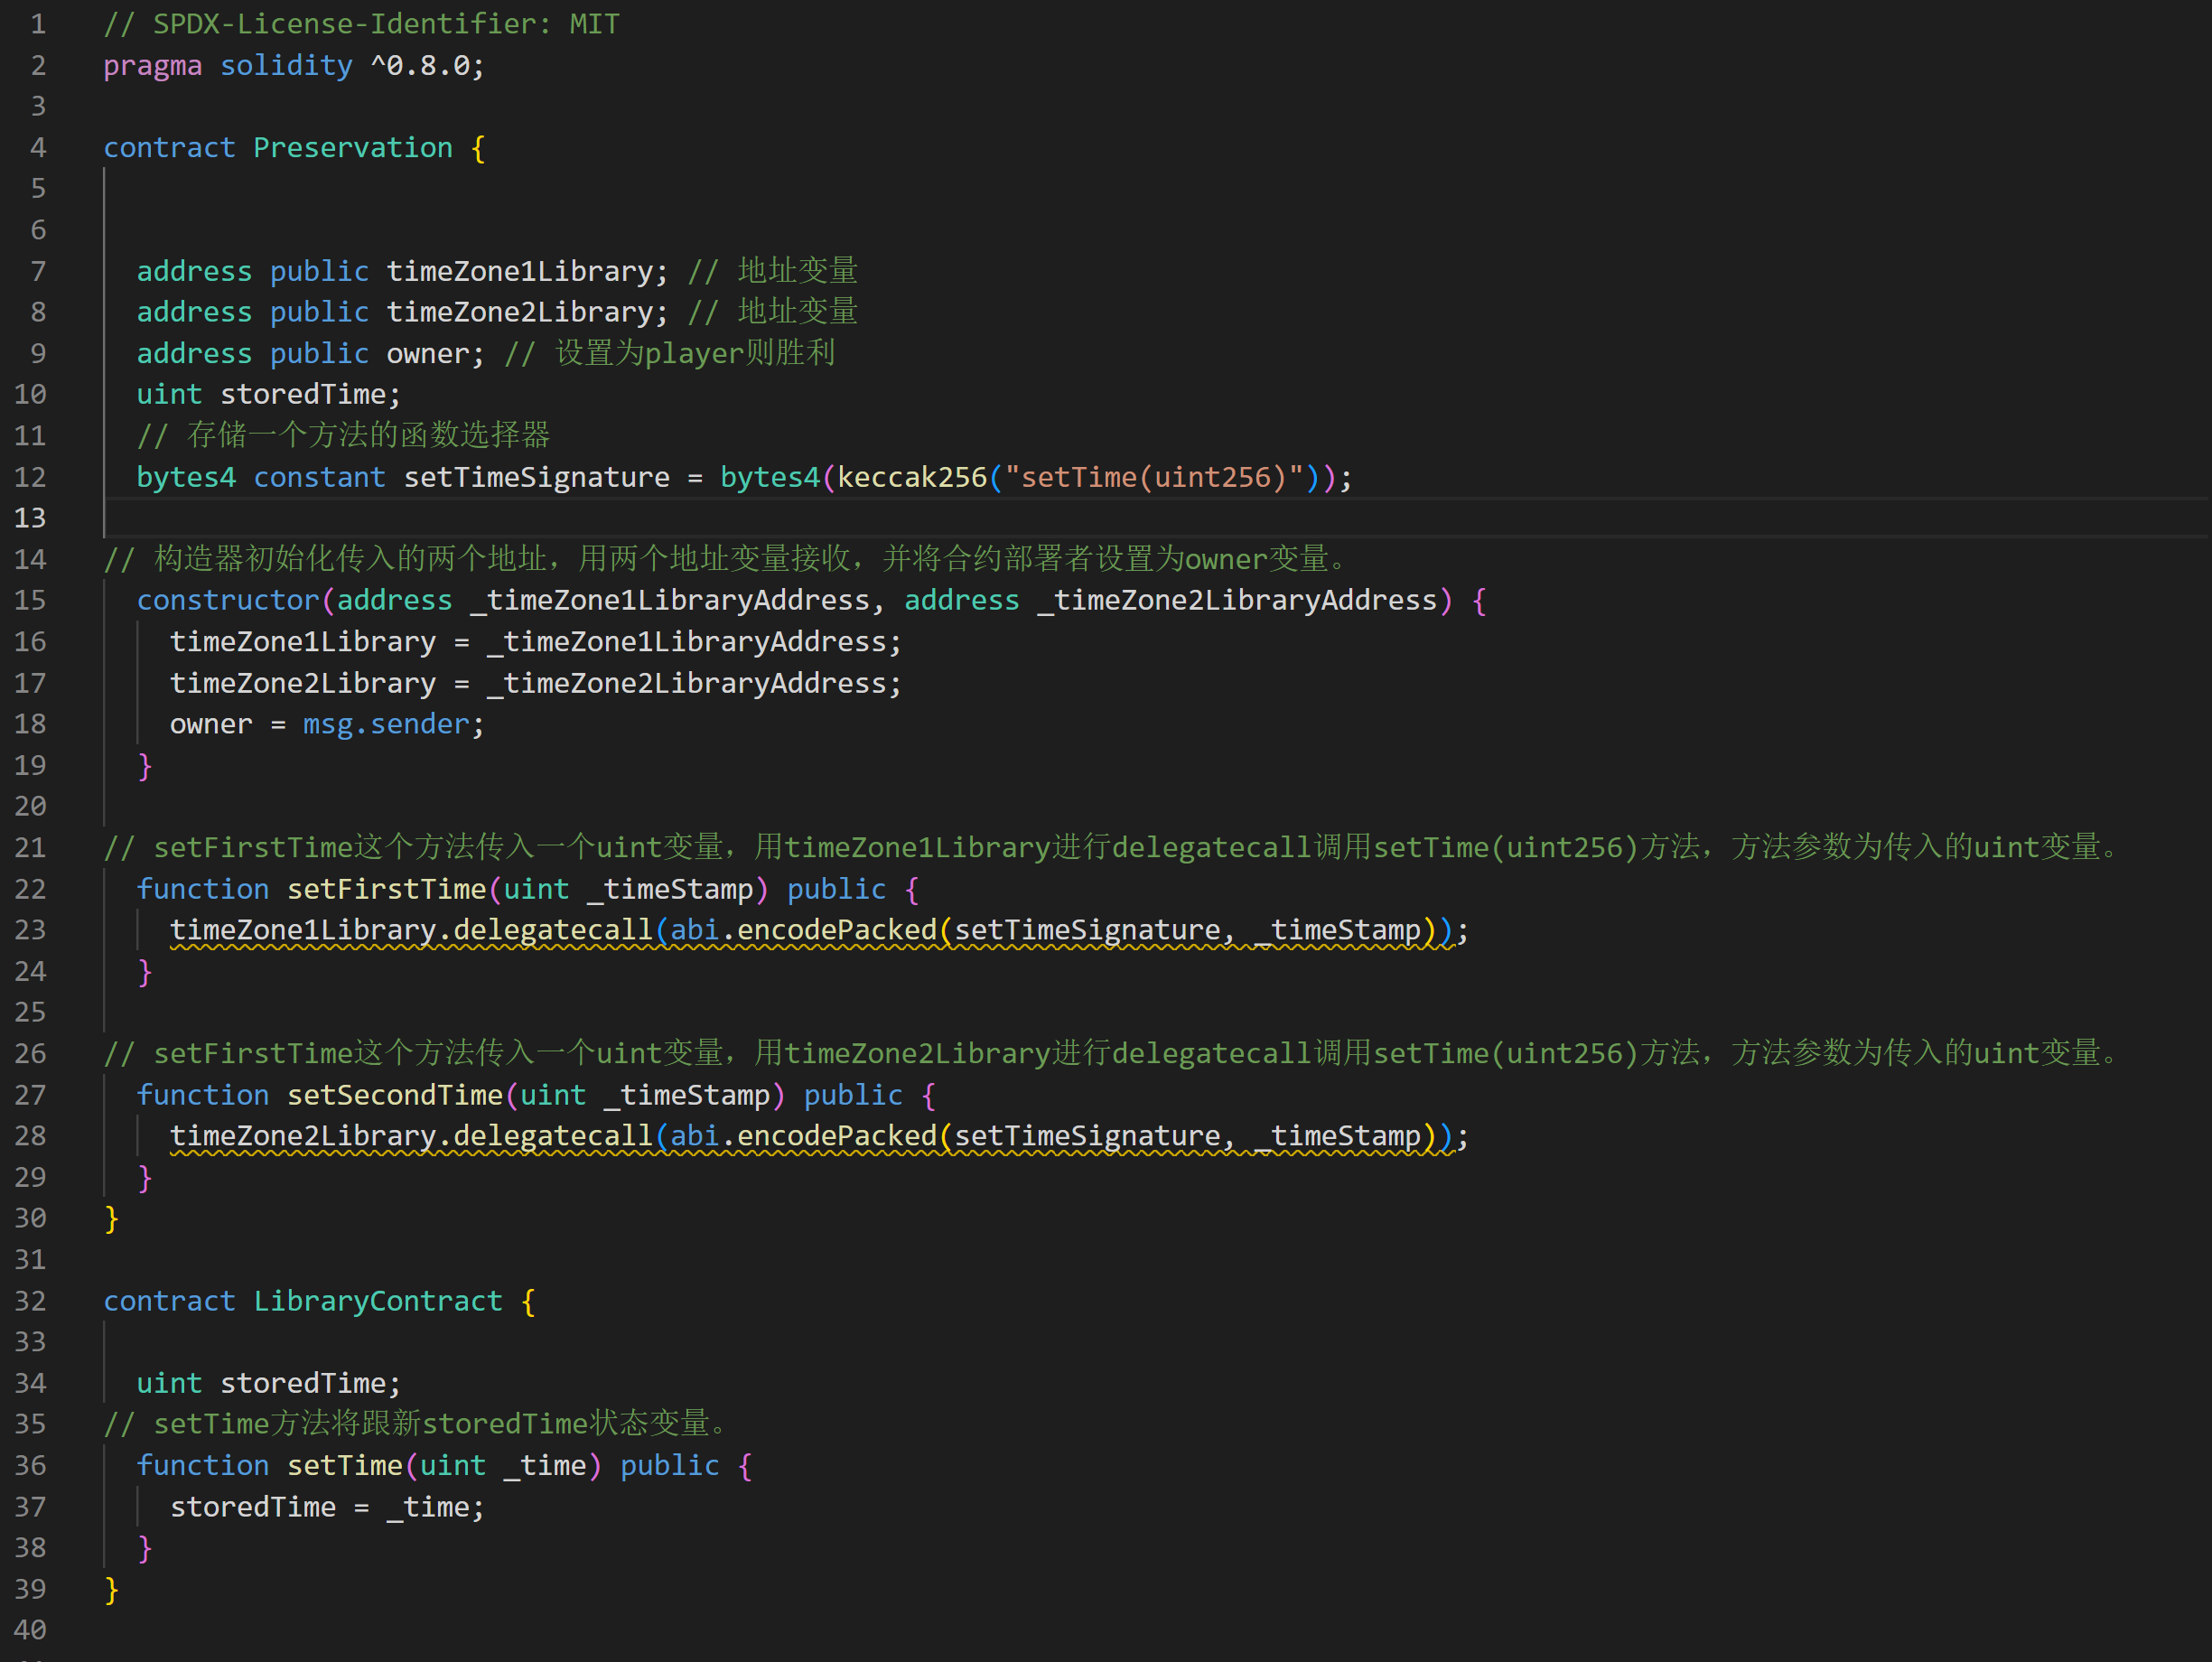 1 // SPDX-License-Identifier: MIT
2 pragma solidity ^0.8.0;
3
4 contract Preservation {
5
6
7 address public timeZone1Library; // 地址变量
8 address public timeZone2Library; // 地址变量
9 address public owner; // 设置为player则胜利
10 uint storedTime;
11 // 存储一个方法的函数选择器
12 bytes4 constant setTimeSignature = bytes4(keccak256("setTime(uint256)"));
13
14 // 构造器初始化传入的两个地址，用两个地址变量接收，并将合约部署者设置为owner变量。
15 constructor(address _timeZone1LibraryAddress, address _timeZone2LibraryAddress) {
16 timeZone1Library = _timeZone1LibraryAddress;
17 timeZone2Library = _timeZone2LibraryAddress;
18 owner = msg.sender;
19 }
20
21 // setFirstTime这个方法传入一个uint变量，用timeZone1Library进行delegatecall调用setTime(uint256)方法，方法参数为传入的uint变量。
22 function setFirstTime(uint _timeStamp) public {
23 timeZone1Library.delegatecall(abi.encodePacked(setTimeSignature, _timeStamp));
24 }
25
26 // setFirstTime这个方法传入一个uint变量，用timeZone2Library进行delegatecall调用setTime(uint256)方法，方法参数为传入的uint变量。
27 function setSecondTime(uint _timeStamp) public {
28 timeZone2Library.delegatecall(abi.encodePacked(setTimeSignature, _timeStamp));
29 }
30 }
31
32 contract LibraryContract {
33
34 uint storedTime;
35 // setTime方法将跟新storedTime状态变量。
36 function setTime(uint _time) public {
37 storedTime = _time;
38 }
39 }
40